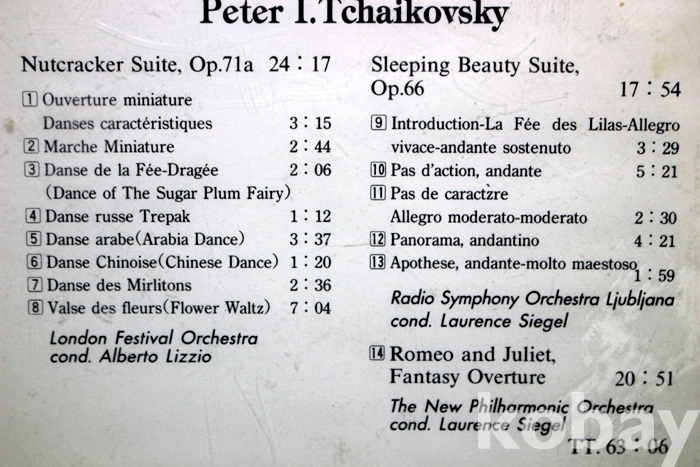 Peter I.Tchaikovsky
Nutcracker Suite, Op.71a 24:17
1 Ouverture miniature
Danses caractéristiques 3:15
2 Marche Miniature 2:44
3 Danse de la Fée-Dragée 2:06
(Dance of The Sugar Plum Fairy)
4 Danse russe Trepak 1:12
5 Danse arabe(Arabia Dance) 3:37
6 Danse Chinoise(Chinese Dance) 1:20
7 Danse des Mirlitons 2:36
8 Valse des fleurs(Flower Waltz) 7:04
London Festival Orchestra
cond. Alberto Lizzio
Sleeping Beauty Suite,
Op.66 17:54
9 Introduction-La Fée des Lilas-Allegro
vivace-andante sostenuto 3:29
10 Pas d'action, andante 5:21
11 Pas de caractzre
Allegro moderato-moderato 2:30
12 Panorama, andantino 4:21
13 Apothese, andante-molto maestoso 1:59
Radio Symphony Orchestra Ljubljana
cond. Laurence Siegel
14 Romeo and Juliet,
Fantasy Overture 20:51
The New Philharmonic Orchestra
cond. Laurence Siegel
TT. 63:06
kobay